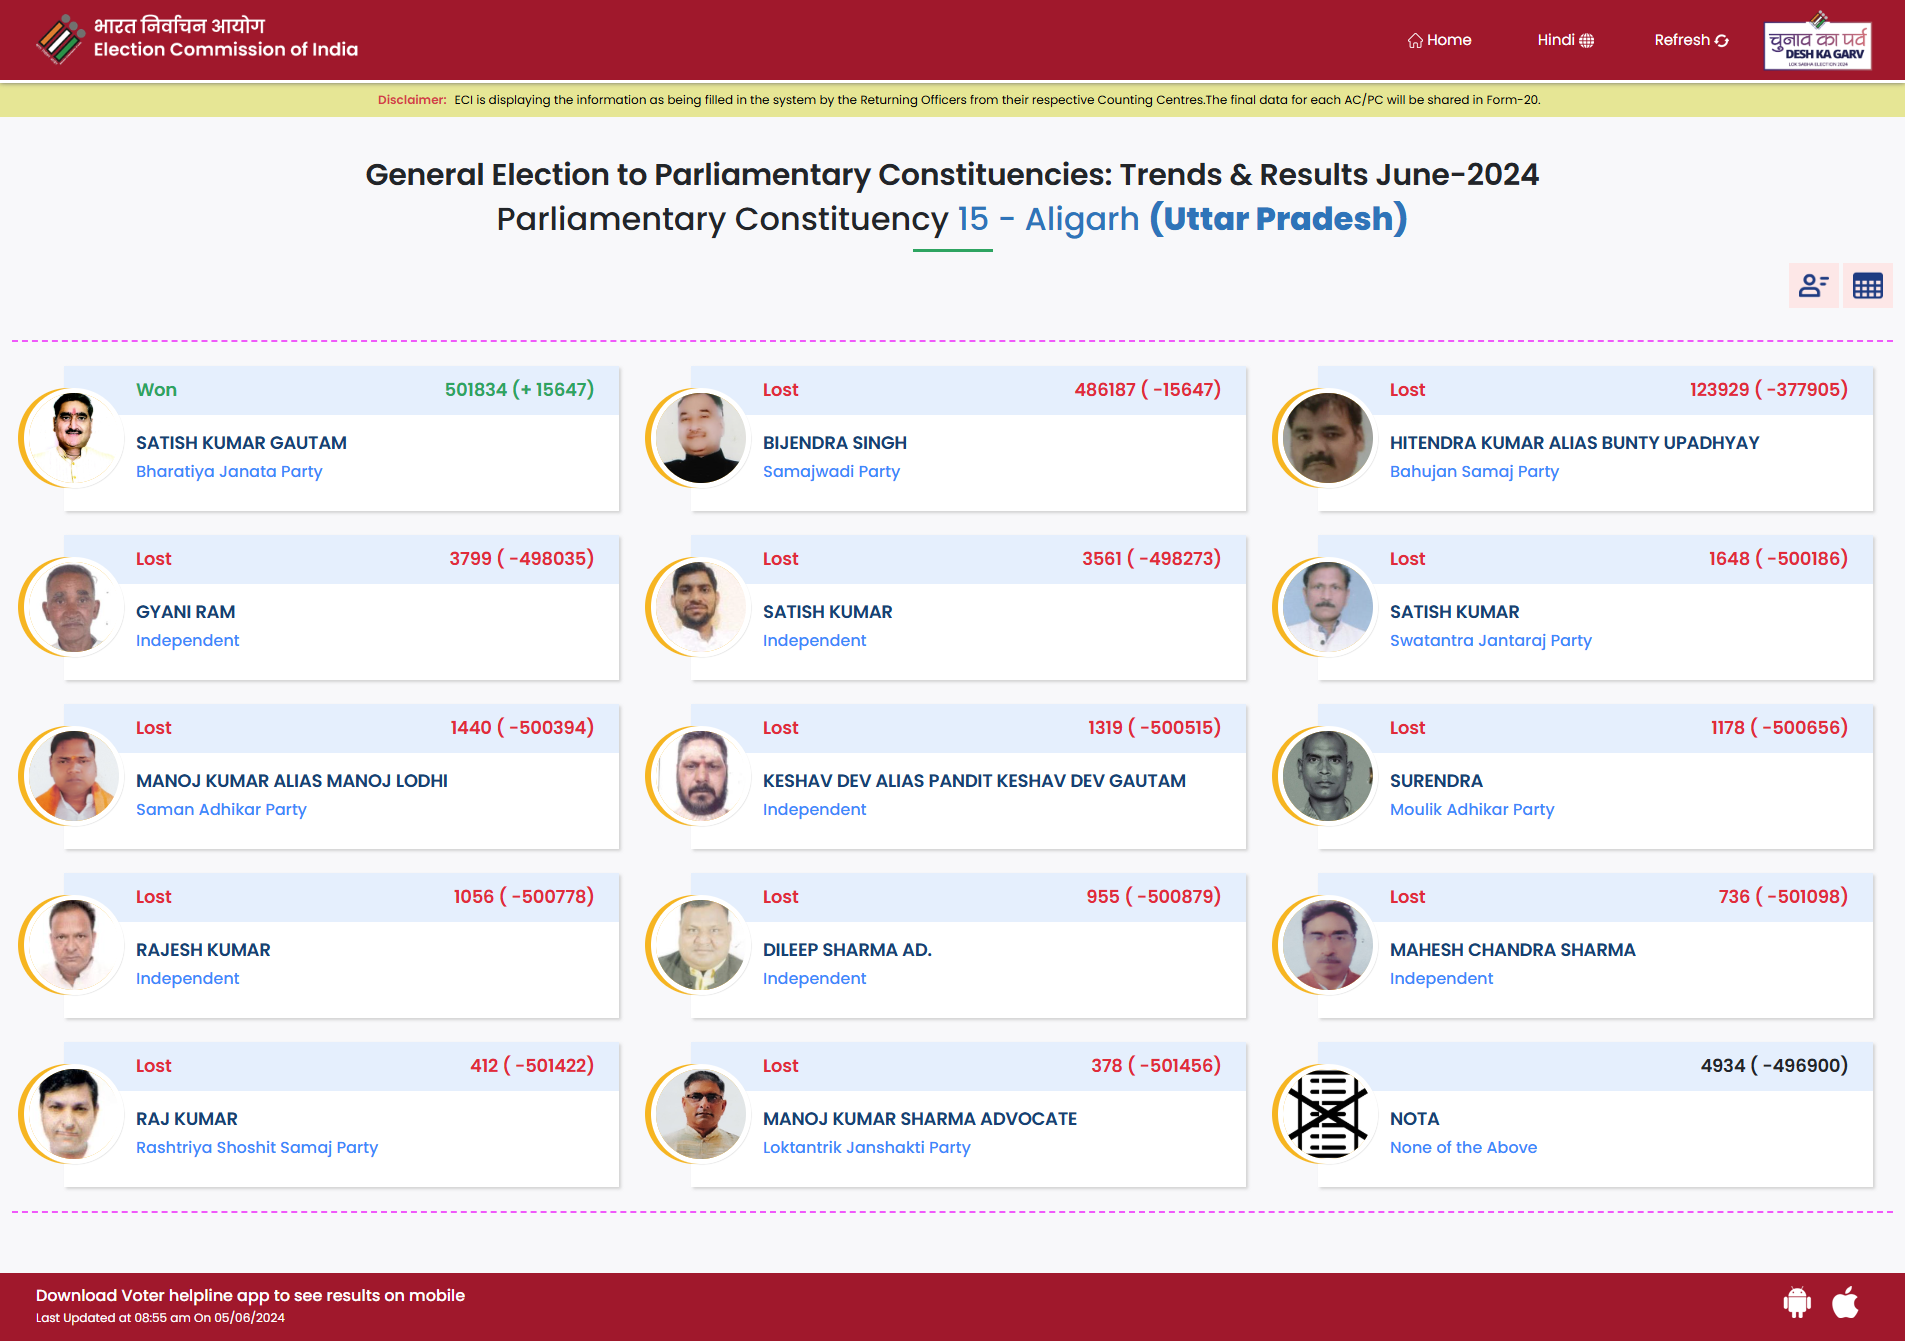 भारत निर्वाचन आयोग
Election Commission of India
Home
Hindi
Refresh
चुनाव का पर्व
DESH KA GARV
LOK SABHA ELECTION 2024
Disclaimer: ECI is displaying the information as being filled in the system by the Returning Officers from their respective Counting Centres.The final data for each AC/PC will be shared in Form-20.
General Election to Parliamentary Constituencies: Trends & Results June-2024
Parliamentary Constituency 15 - Aligarh (Uttar Pradesh)
Won 501834 (+ 15647)
SATISH KUMAR GAUTAM
Bharatiya Janata Party
Lost 486187 ( -15647)
BIJENDRA SINGH
Samajwadi Party
Lost 123929 ( -377905)
HITENDRA KUMAR ALIAS BUNTY UPADHYAY
Bahujan Samaj Party
Lost 3799 ( -498035)
GYANI RAM
Independent
Lost 3561 ( -498273)
SATISH KUMAR
Independent
Lost 1648 ( -500186)
SATISH KUMAR
Swatantra Jantaraj Party
Lost 1440 ( -500394)
MANOJ KUMAR ALIAS MANOJ LODHI
Saman Adhikar Party
Lost 1319 ( -500515)
KESHAV DEV ALIAS PANDIT KESHAV DEV GAUTAM
Independent
Lost 1178 ( -500656)
SURENDRA
Moulik Adhikar Party
Lost 1056 ( -500778)
RAJESH KUMAR
Independent
Lost 955 ( -500879)
DILEEP SHARMA AD.
Independent
Lost 736 ( -501098)
MAHESH CHANDRA SHARMA
Independent
Lost 412 ( -501422)
RAJ KUMAR
Rashtriya Shoshit Samaj Party
Lost 378 ( -501456)
MANOJ KUMAR SHARMA ADVOCATE
Loktantrik Janshakti Party
4934 ( -496900)
NOTA
None of the Above
Download Voter helpline app to see results on mobile
Last Updated at 08:55 am On 05/06/2024